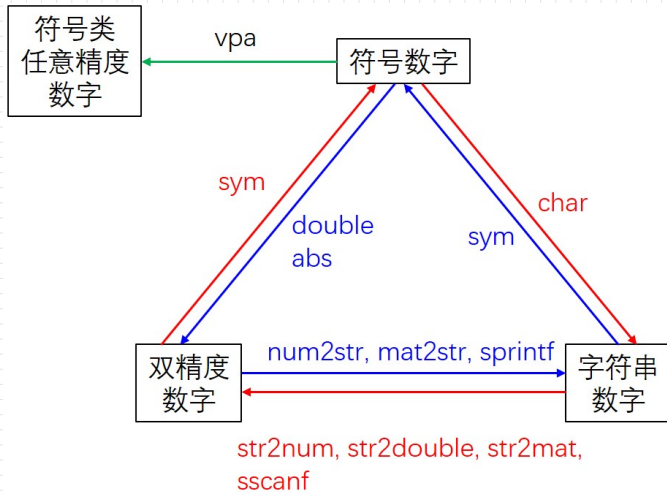 符号类
任意精度
数字
vpa
符号数字
sym
double
abs
sym
char
双精度
数字
num2str, mat2str, sprintf
字符串
数字
str2num, str2double, str2mat,
sscanf